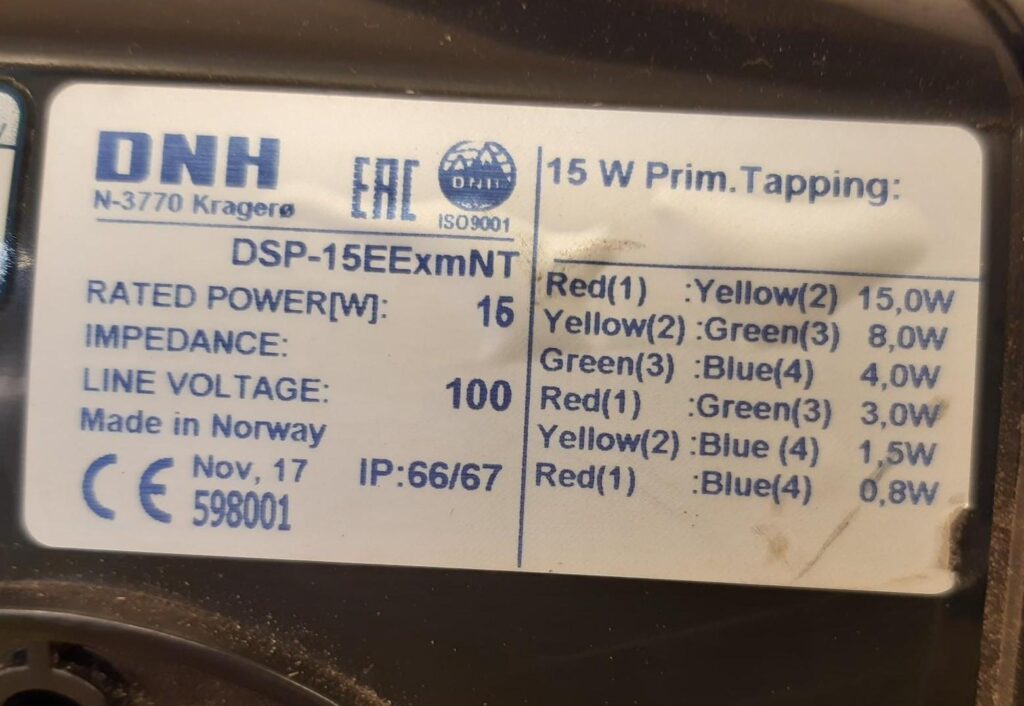 DNH
N-3770 Kragerø
EAC
DNH
ISO9001
DSP-15EExmNT
RATED POWER[W]: 15
IMPEDANCE:
LINE VOLTAGE: 100
Made in Norway
CE Nov, 17 IP:66/67
598001
15 W Prim.Tapping:
Red(1) :Yellow(2) 15,0W
Yellow(2) :Green(3) 8,0W
Green(3) :Blue(4) 4,0W
Red(1) :Green(3) 3,0W
Yellow(2) :Blue (4) 1,5W
Red(1) :Blue(4) 0,8W